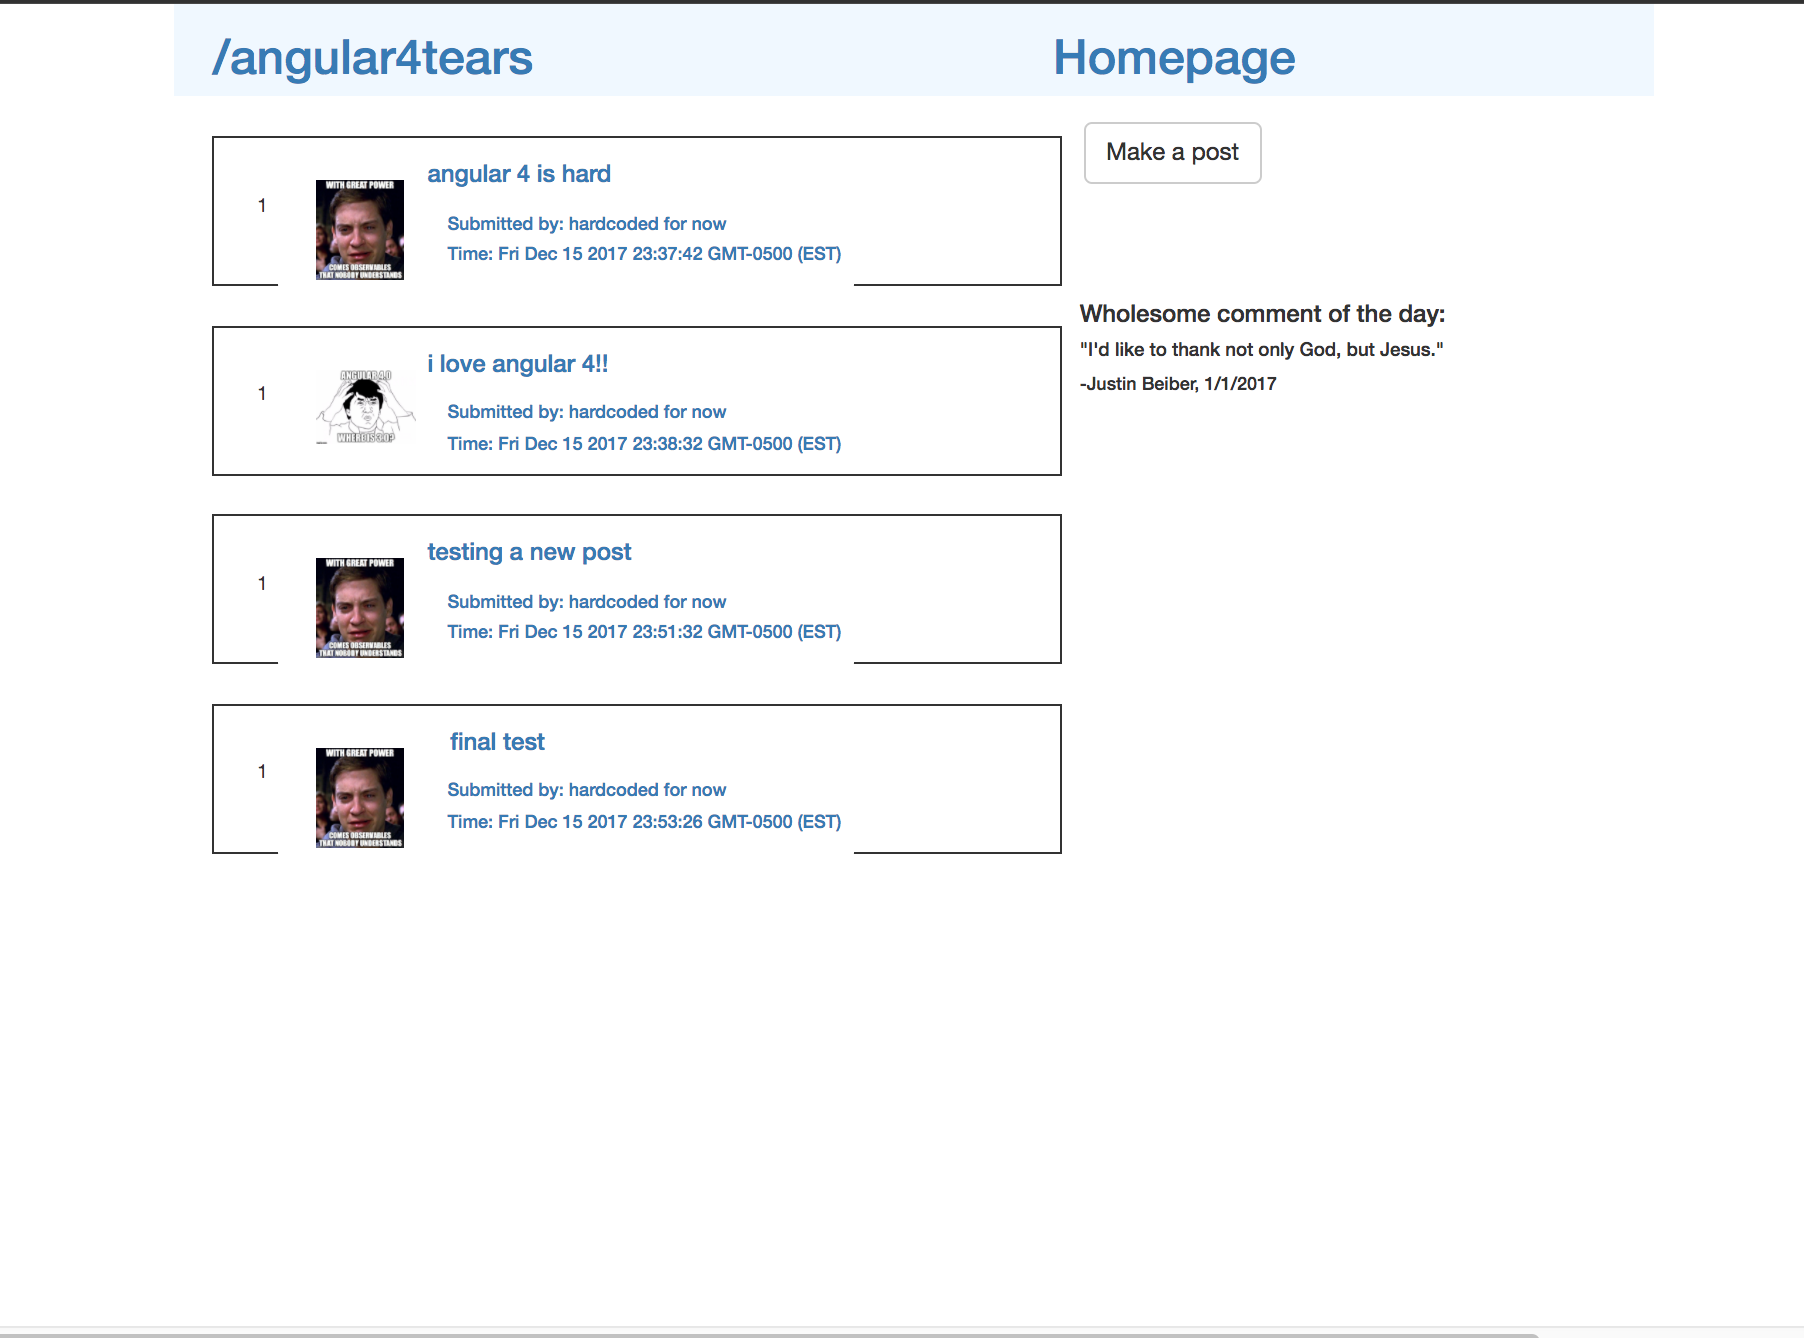 /angular4tears
Homepage
Make a post
1
angular 4 is hard
WITH GREAT POWER
COMES OBSERVABLES
THAT NOBODY UNDERSTANDS
Submitted by: hardcoded for now
Time: Fri Dec 15 2017 23:37:42 GMT-0500 (EST)
Wholesome comment of the day:
"I'd like to thank not only God, but Jesus."
-Justin Beiber, 1/1/2017
1
i love angular 4!!
ANGULAR 4.0
WHERE IS 3.0?
Submitted by: hardcoded for now
Time: Fri Dec 15 2017 23:38:32 GMT-0500 (EST)
1
testing a new post
WITH GREAT POWER
COMES OBSERVABLES
THAT NOBODY UNDERSTANDS
Submitted by: hardcoded for now
Time: Fri Dec 15 2017 23:51:32 GMT-0500 (EST)
1
final test
WITH GREAT POWER
COMES OBSERVABLES
THAT NOBODY UNDERSTANDS
Submitted by: hardcoded for now
Time: Fri Dec 15 2017 23:53:26 GMT-0500 (EST)